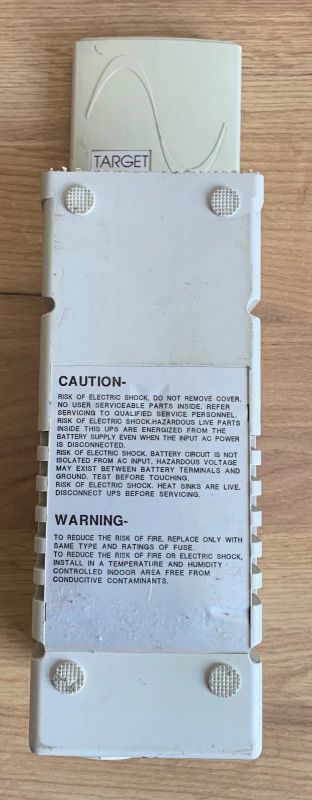 TARGET
CAUTION-
RISK OF ELECTRIC SHOCK, DO NOT REMOVE COVER.
NO USER SERVICEABLE PARTS INSIDE. REFER
SERVICING TO QUALIFIED SERVICE PERSONNEL.
RISK OF ELECTRIC SHOCK.HAZARDOUS LIVE PARTS
INSIDE THIS UPS ARE ENERGIZED FROM THE
BATTERY SUPPLY EVEN WHEN THE INPUT AC POWER
IS DISCONNECTED.
RISK OF ELECTRIC SHOCK. BATTERY CIRCUIT IS NOT
ISOLATED FROM AC INPUT, HAZARDOUS VOLTAGE
MAY EXIST BETWEEN BATTERY TERMINALS AND
GROUND. TEST BEFORE TOUCHING.
RISK OF ELECTRIC SHOCK. HEAT SINKS ARE LIVE.
DISCONNECT UPS BEFORE SERVICING.
WARNING-
TO REDUCE THE RISK OF FIRE, REPLACE ONLY WITH
SAME TYPE AND RATINGS OF FUSE.
TO REDUCE THE RISK OF FIRE OR ELECTRIC SHOCK,
INSTALL IN A TEMPERATURE AND HUMIDITY
CONTROLLED INDOOR AREA FREE FROM
CONDUCITIVE CONTAMINANTS.